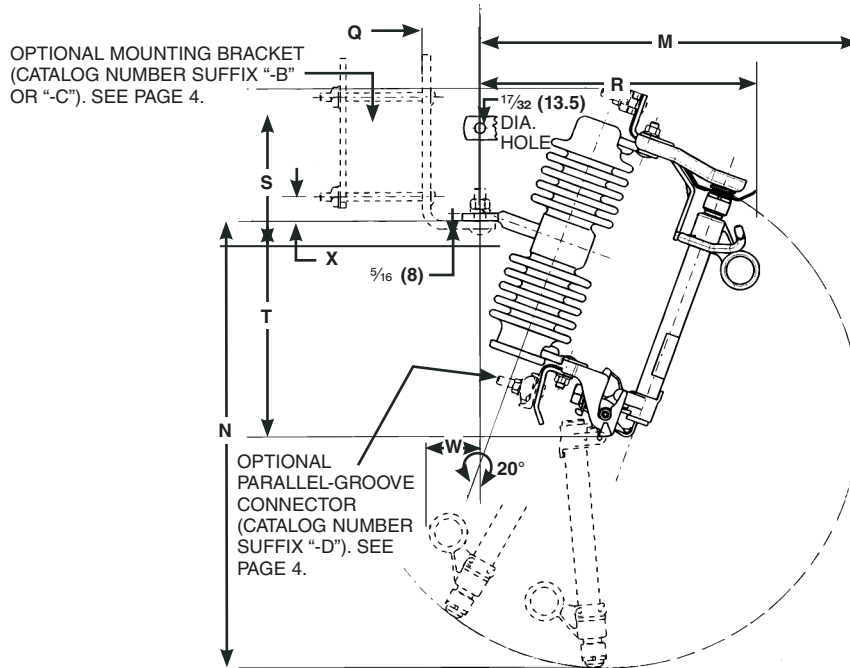 Q
M
OPTIONAL MOUNTING BRACKET
(CATALOG NUMBER SUFFIX “-B”
OR “-C”). SEE PAGE 4.
R
17/32 (13.5)
DIA.
HOLE
S
X
5/16 (8)
T
N
W
20°
OPTIONAL
PARALLEL-GROOVE
CONNECTOR
(CATALOG NUMBER
SUFFIX “-D”). SEE
PAGE 4.